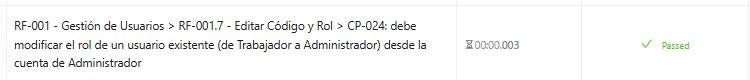 RF-001 - Gestión de Usuarios > RF-001.7 - Editar Código y Rol > CP-024: debe
modificar el rol de un usuario existente (de Trabajador a Administrador) desde la
cuenta de Administrador
00:00.003
Passed